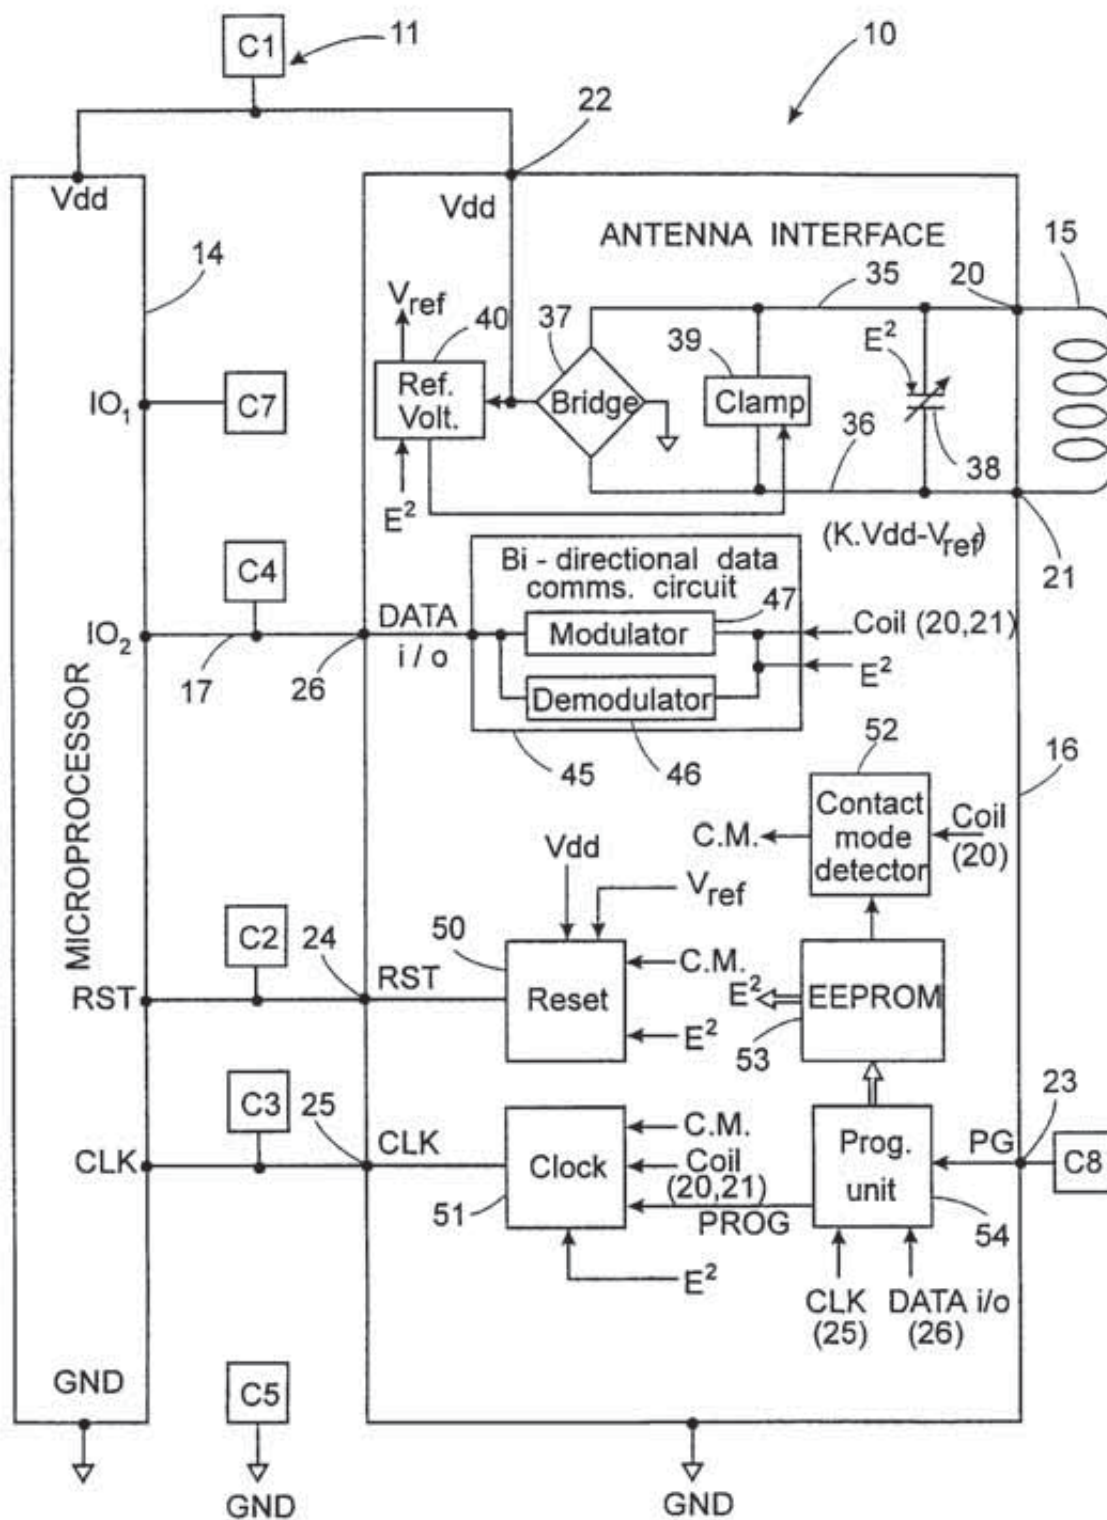 C1
11
10
22
Vdd
Vdd
ANTENNA INTERFACE
14
15
20
35
Vref
40
37
39
E²
Ref.
Volt.
Bridge
Clamp
IO₁
C7
36
38
E²
(K.Vdd-Vref)
21
C4
Bi - directional data
comms. circuit
47
DATA
i / o
Modulator
Coil (20,21)
IO₂
17
26
E²
Demodulator
45
46
52
16
MICROPROCESSOR
Contact
mode
detector
C.M.
Coil
(20)
Vdd
Vref
C2
24
50
RST
RST
Reset
C.M.
E²
E²
EEPROM
53
C3
25
23
CLK
CLK
Clock
C.M.
Coil
(20,21)
PROG
51
Prog.
unit
PG
C8
54
E²
CLK
(25)
DATA i/o
(26)
GND
C5
GND
GND